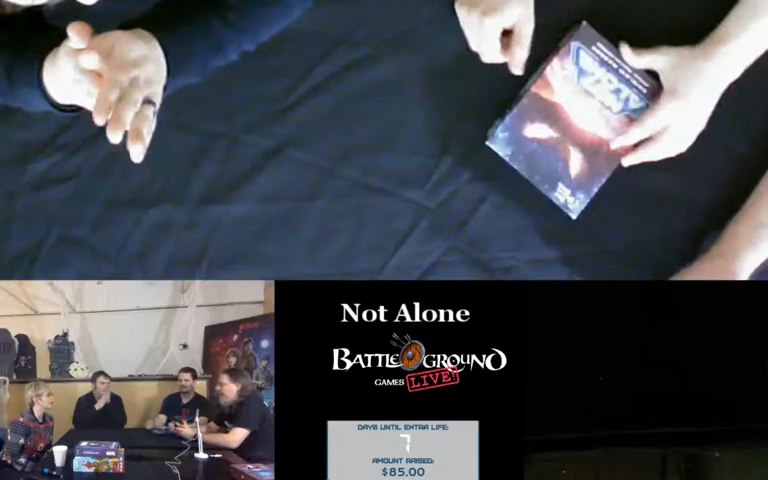 Not Alone
BATTLEGROUND
GAMES LIVE!
DAYS UNTIL EXTRA LIFE:
7
AMOUNT RAISED:
$85.00